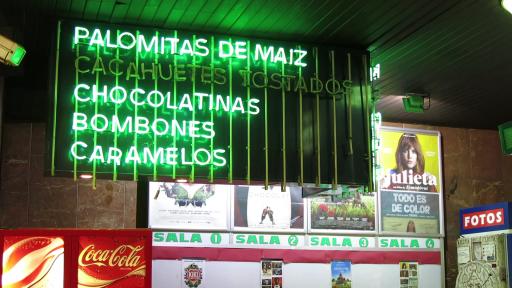 PALOMITAS DE MAIZ
CACAHUETES TOSTADOS
CHOCOLATINAS
BOMBONES
CARAMELOS
Julieta
TODO ES
DE COLOR
SALA 1
SALA 2
SALA 3
SALA 4
FOTOS
Coca-Cola